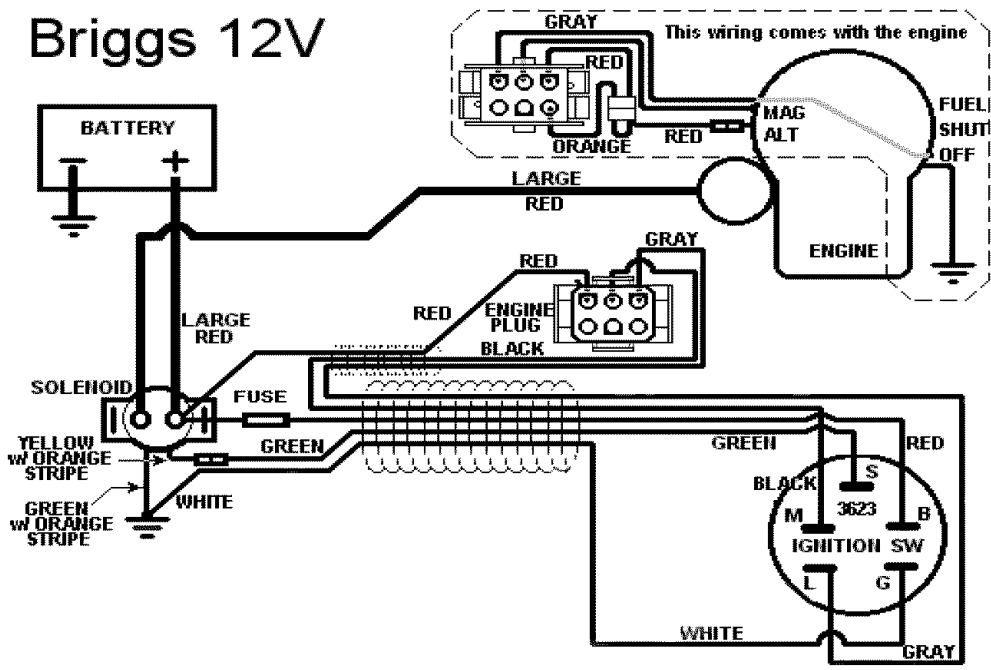 Briggs 12V
GRAY
This wiring comes with the engine
RED
BATTERY
− +
MAG
ALT
FUEL
SHUT
OFF
RED
ORANGE
LARGE
RED
ENGINE
GRAY
RED
RED
ENGINE
PLUG
BLACK
LARGE
RED
SOLENOID
FUSE
YELLOW
w/ ORANGE
STRIPE
GREEN
GREEN
RED
WHITE
GREEN
w/ ORANGE
STRIPE
BLACK
S
3623
M
B
IGNITION SW
L
G
WHITE
GRAY